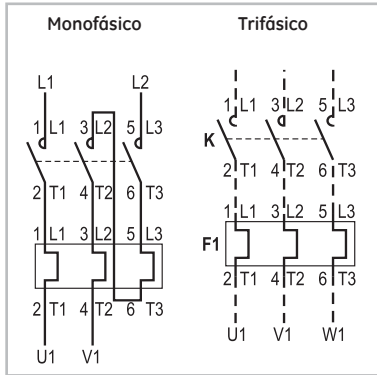 Monofásico Trifásico
L1 L2
1 L1 3 L2 5 L3 1 L1 3 L2 5 L3
K
2 T1 4 T2 6 T3 2 T1 4 T2 6 T3
1 L1 3 L2 5 L3 1 L1 3 L2 5 L3
F1
2 T1 4 T2 6 T3 2 T1 4 T2 6 T3
U1 V1 U1 V1 W1